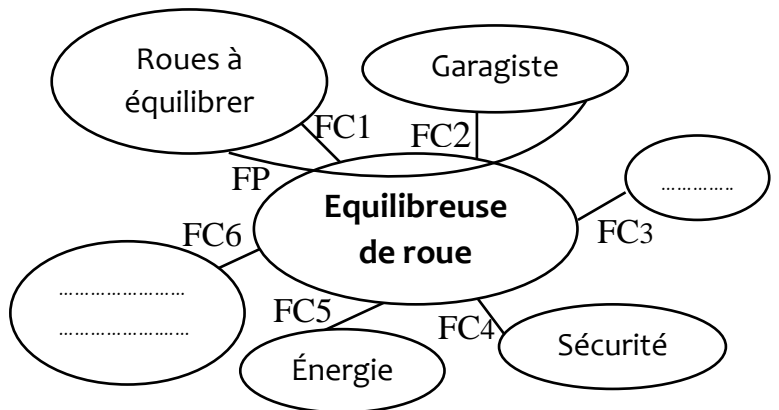 Roues à
équilibrer
Garagiste
FC1
FC2
FP
Equilibreuse
de roue
…………..
FC3
FC6
……………………
…………………….
FC5
FC4
Énergie
Sécurité